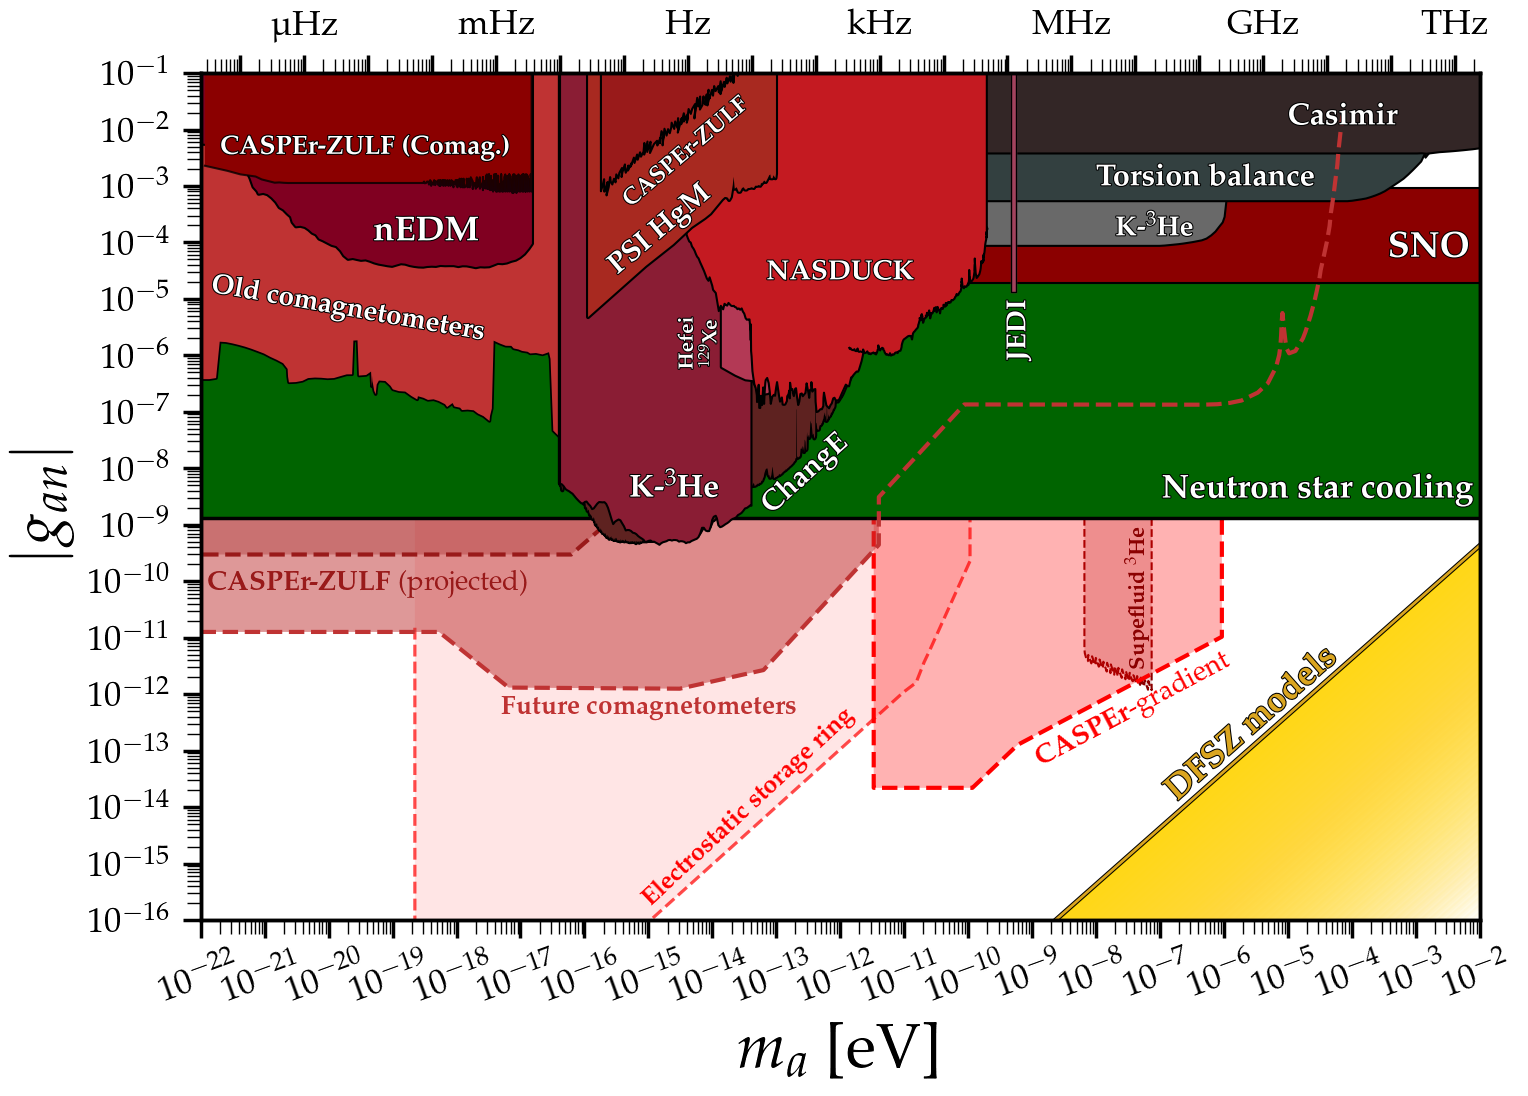 μHz mHz Hz kHz MHz GHz THz
10⁻¹
10⁻²
10⁻³
10⁻⁴
10⁻⁵
10⁻⁶
10⁻⁷
10⁻⁸
10⁻⁹
10⁻¹⁰
10⁻¹¹
10⁻¹²
10⁻¹³
10⁻¹⁴
10⁻¹⁵
10⁻¹⁶
|gₐₙ|
CASPEr-ZULF (Comag.)
nEDM
Old comagnetometers
CASPEr-ZULF
PSI HgM
NASDUCK
Hefei
¹²⁹Xe
K-³He
ChangE
JEDI
Casimir
Torsion balance
K-³He
SNO
Neutron star cooling
CASPEr-ZULF (projected)
Future comagnetometers
Electrostatic storage ring
Supefluid ³He
CASPEr-gradient
DFSZ models
10⁻²² 10⁻²¹ 10⁻²⁰ 10⁻¹⁹ 10⁻¹⁸ 10⁻¹⁷ 10⁻¹⁶ 10⁻¹⁵ 10⁻¹⁴ 10⁻¹³ 10⁻¹² 10⁻¹¹ 10⁻¹⁰ 10⁻⁹ 10⁻⁸ 10⁻⁷ 10⁻⁶ 10⁻⁵ 10⁻⁴ 10⁻³ 10⁻²
mₐ [eV]